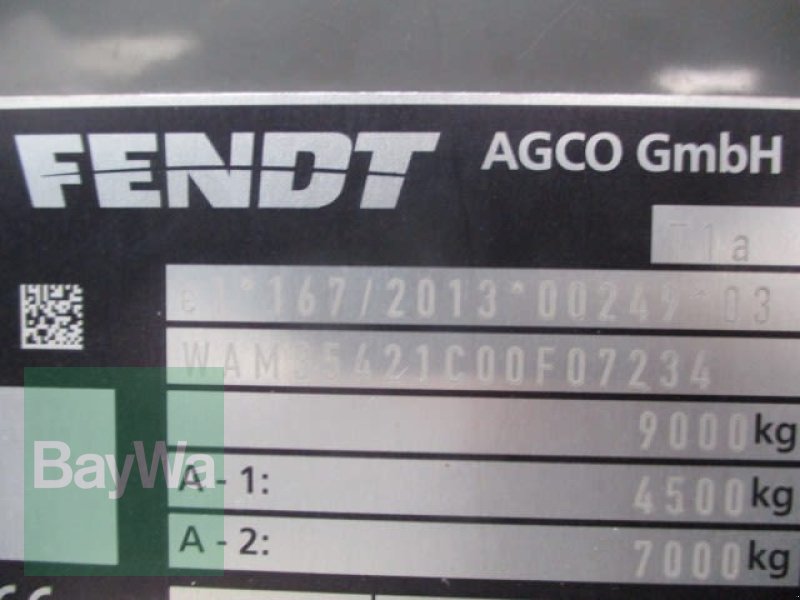 FENDT AGCO GmbH
T1a
e1*167/2013*00249*03
WAM35421C00F07234
9000kg
BayWa
A - 1: 4500kg
A - 2: 7000kg